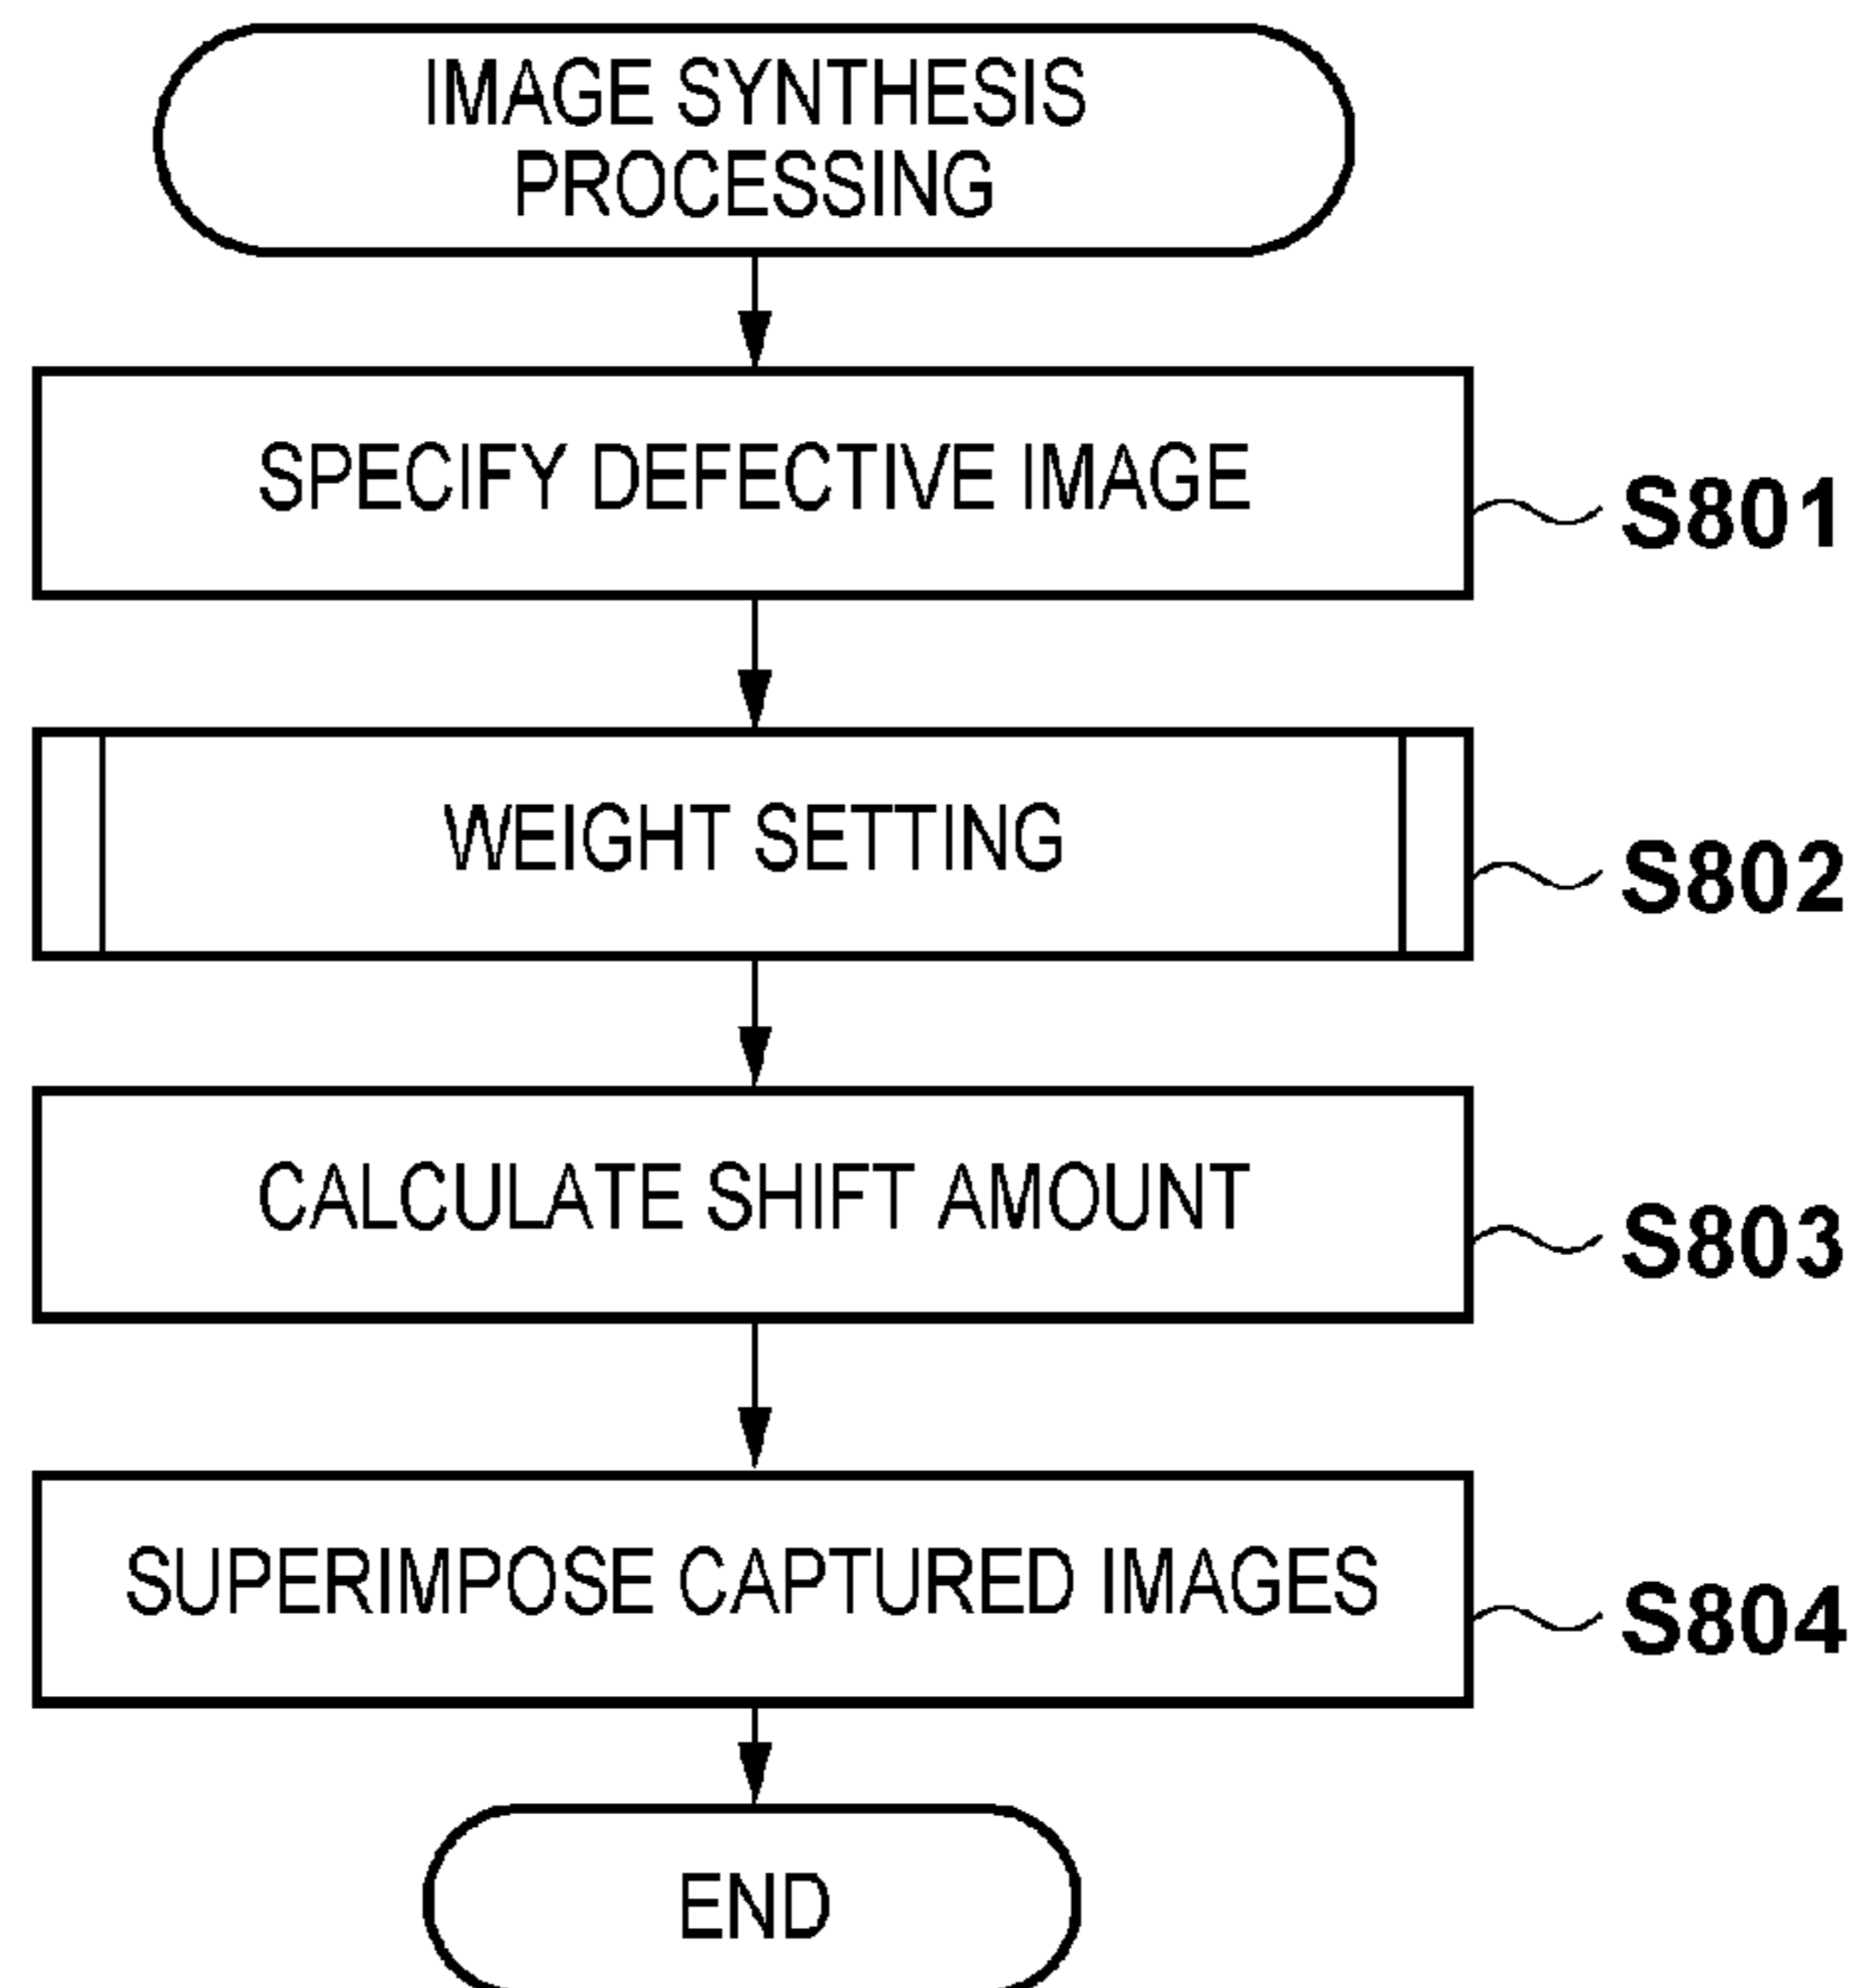 IMAGE SYNTHESIS
PROCESSING
SPECIFY DEFECTIVE IMAGE
S801
WEIGHT SETTING
S802
CALCULATE SHIFT AMOUNT
S803
SUPERIMPOSE CAPTURED IMAGES
S804
END